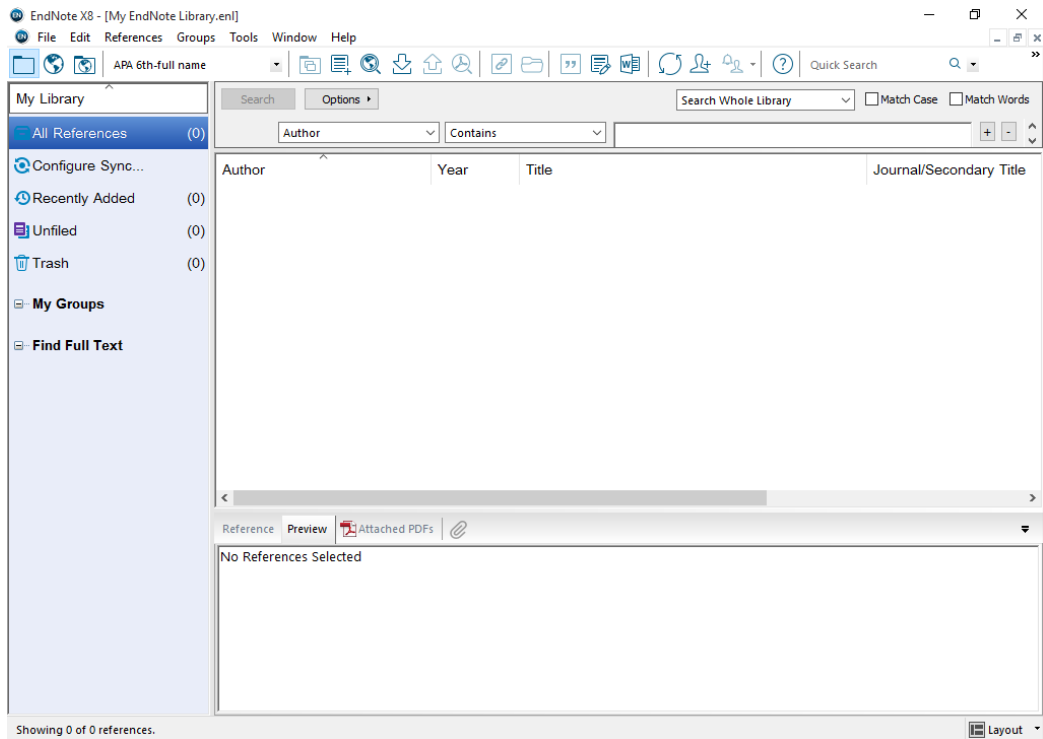 EndNote X8 - [My EndNote Library.enl]
File Edit References Groups Tools Window Help
APA 6th-full name
Quick Search
My Library
Search Options Search Whole Library Match Case Match Words
All References (0)
Author Contains + -
Configure Sync...
Author Year Title Journal/Secondary Title
Recently Added (0)
Unfiled (0)
Trash (0)
My Groups
Find Full Text
Reference Preview Attached PDFs
No References Selected
Showing 0 of 0 references.
Layout